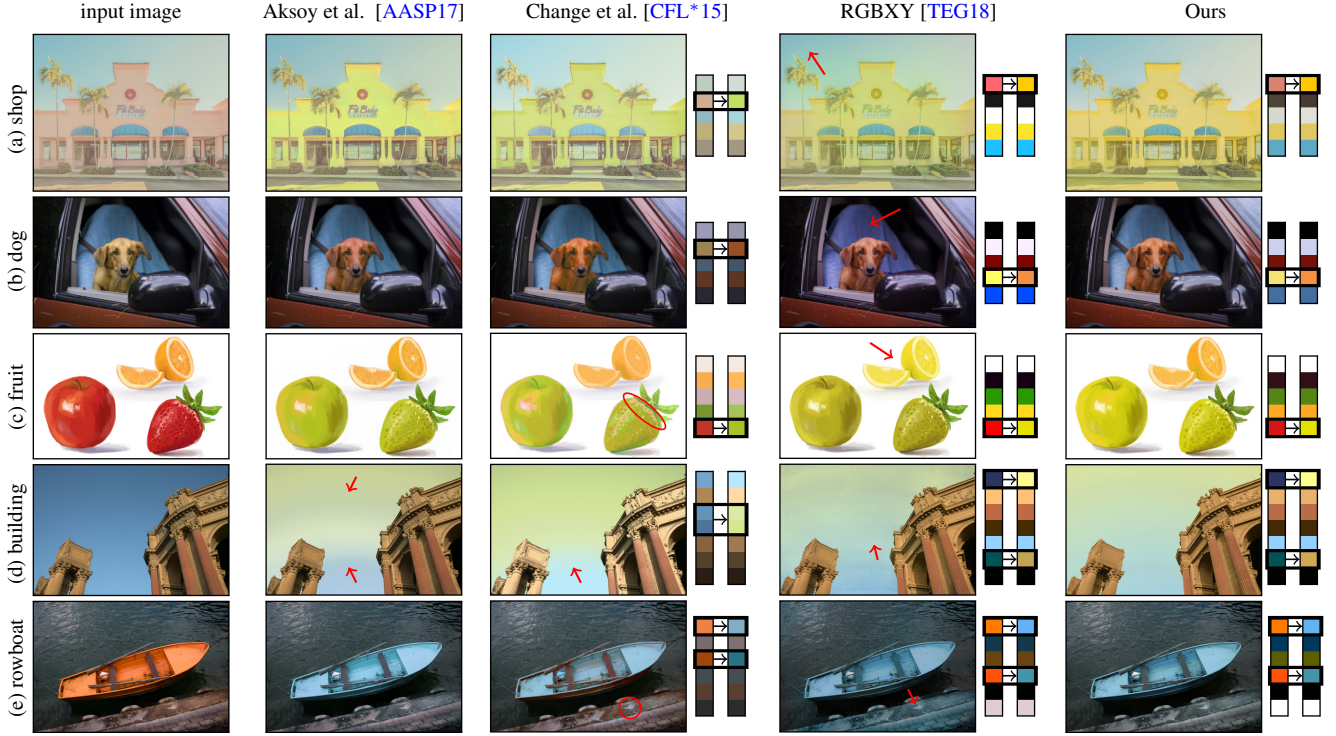 input image
Aksoy et al. [AASP17]
Change et al. [CFL*15]
RGBXY [TEG18]
Ours
(a) shop
(b) dog
(c) fruit
(d) building
(e) rowboat